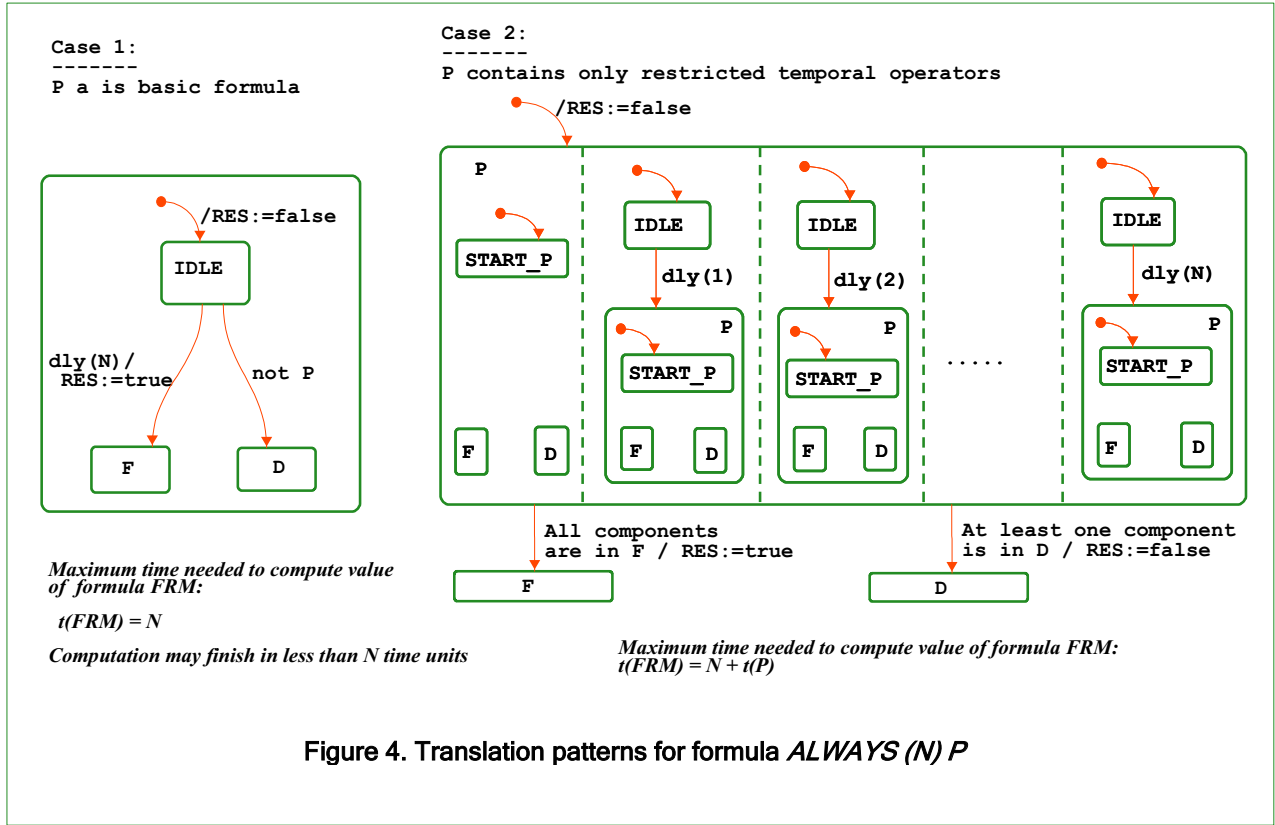 Case 1:
-------
P a is basic formula
/RES:=false
IDLE
dly(N)/
RES:=true
not P
F
D
Maximum time needed to compute value
of formula FRM:
t(FRM) = N
Computation may finish in less than N time units
Case 2:
-------
P contains only restricted temporal operators
/RES:=false
P
START_P
F
D
IDLE
dly(1)
P
START_P
F
D
IDLE
dly(2)
P
START_P
F
D
.....
IDLE
dly(N)
P
START_P
F
D
All components
are in F / RES:=true
F
At least one component
is in D / RES:=false
D
Maximum time needed to compute value of formula FRM:
t(FRM) = N + t(P)
Figure 4. Translation patterns for formula ALWAYS (N) P